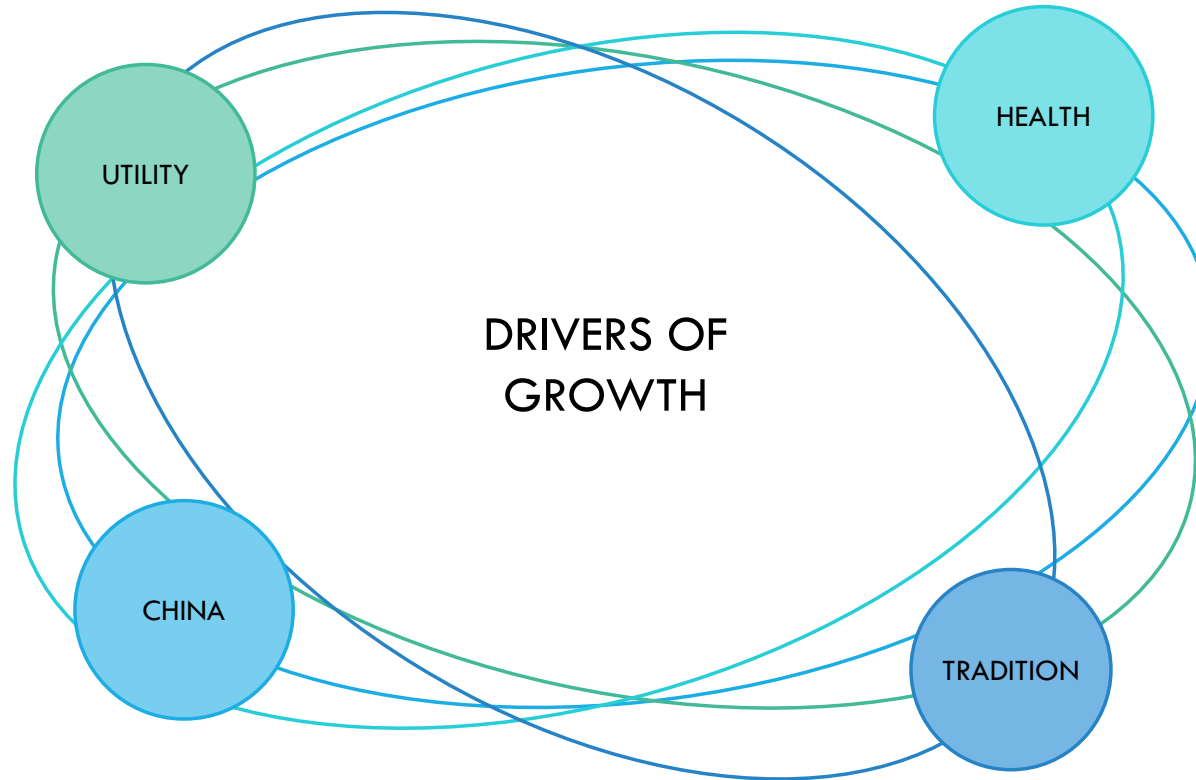 HEALTH
UTILITY
DRIVERS OF
GROWTH
CHINA
TRADITION